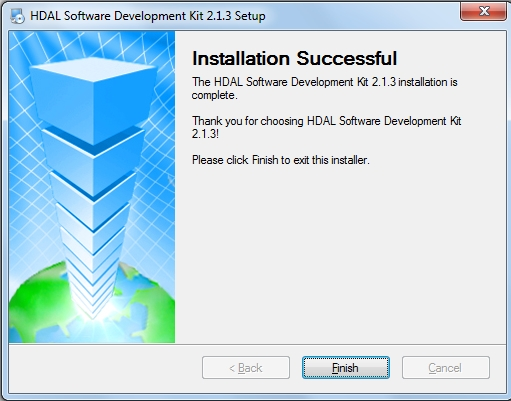 HDAL Software Development Kit 2.1.3 Setup
Installation Successful
The HDAL Software Development Kit 2.1.3 installation is
complete.
Thank you for choosing HDAL Software Development Kit
2.1.3!
Please click Finish to exit this installer.
< Back
Finish
Cancel